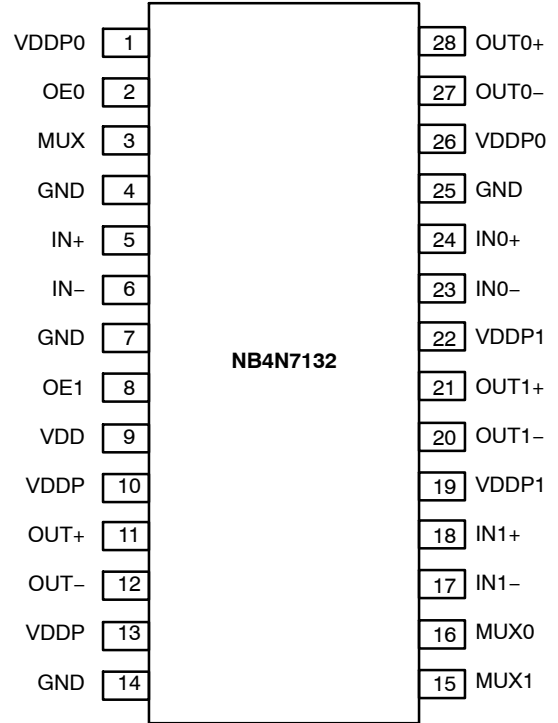 VDDP0 1 28 OUT0+
OE0 2 27 OUT0−
MUX 3 26 VDDP0
GND 4 25 GND
IN+ 5 24 IN0+
IN− 6 23 IN0−
GND 7 22 VDDP1
NB4N7132
OE1 8 21 OUT1+
VDD 9 20 OUT1−
VDDP 10 19 VDDP1
OUT+ 11 18 IN1+
OUT− 12 17 IN1−
VDDP 13 16 MUX0
GND 14 15 MUX1